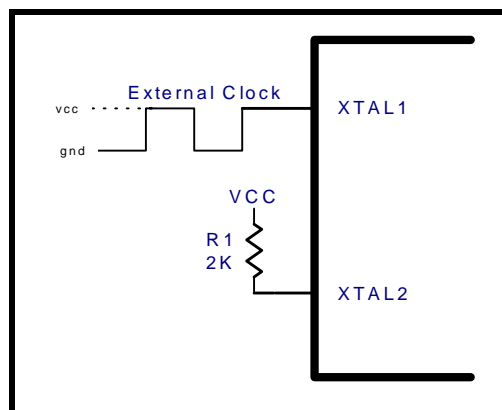 External Clock
vcc
XTAL1
gnd
VCC
R1
2K
XTAL2